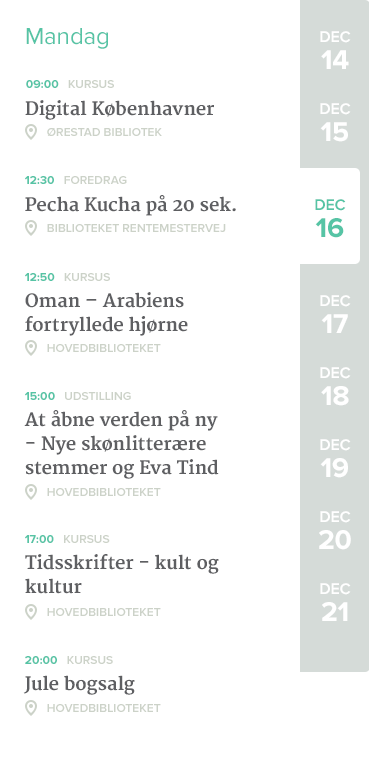 Mandag
09:00 KURSUS
Digital Københavner
ØRESTAD BIBLIOTEK
12:30 FOREDRAG
Pecha Kucha på 20 sek.
BIBLIOTEKET RENTEMESTERVEJ
12:50 KURSUS
Oman – Arabiens
fortryllede hjørne
HOVEDBIBLIOTEKET
15:00 UDSTILLING
At åbne verden på ny
- Nye skønlitterære
stemmer og Eva Tind
HOVEDBIBLIOTEKET
17:00 KURSUS
Tidsskrifter - kult og
kultur
HOVEDBIBLIOTEKET
20:00 KURSUS
Jule bogsalg
HOVEDBIBLIOTEKET
DEC
14
DEC
15
DEC
16
DEC
17
DEC
18
DEC
19
DEC
20
DEC
21